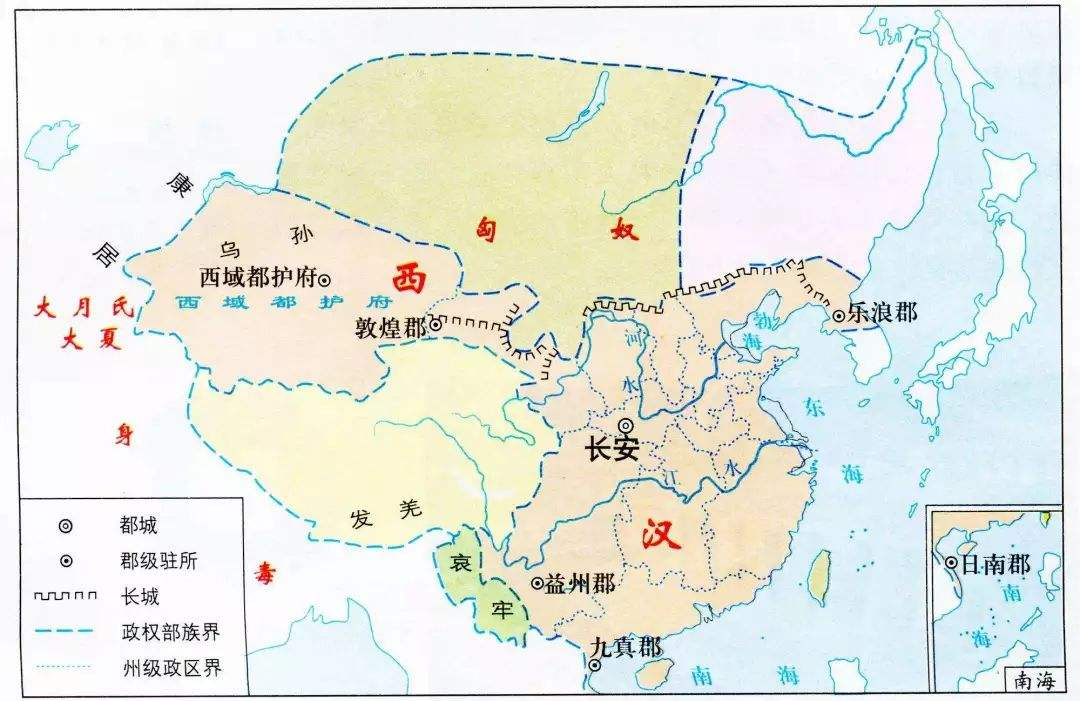 匈奴
康居
乌孙
西域都护府
西
西域都护府
大月氏
大夏
敦煌郡
乐浪郡
渤海
河水
东海
身毒
长安
江水
发羌
汉
哀牢
益州郡
九真郡
南海
都城
郡级驻所
长城
政权部族界
州级政区界
日南郡
南海
南海